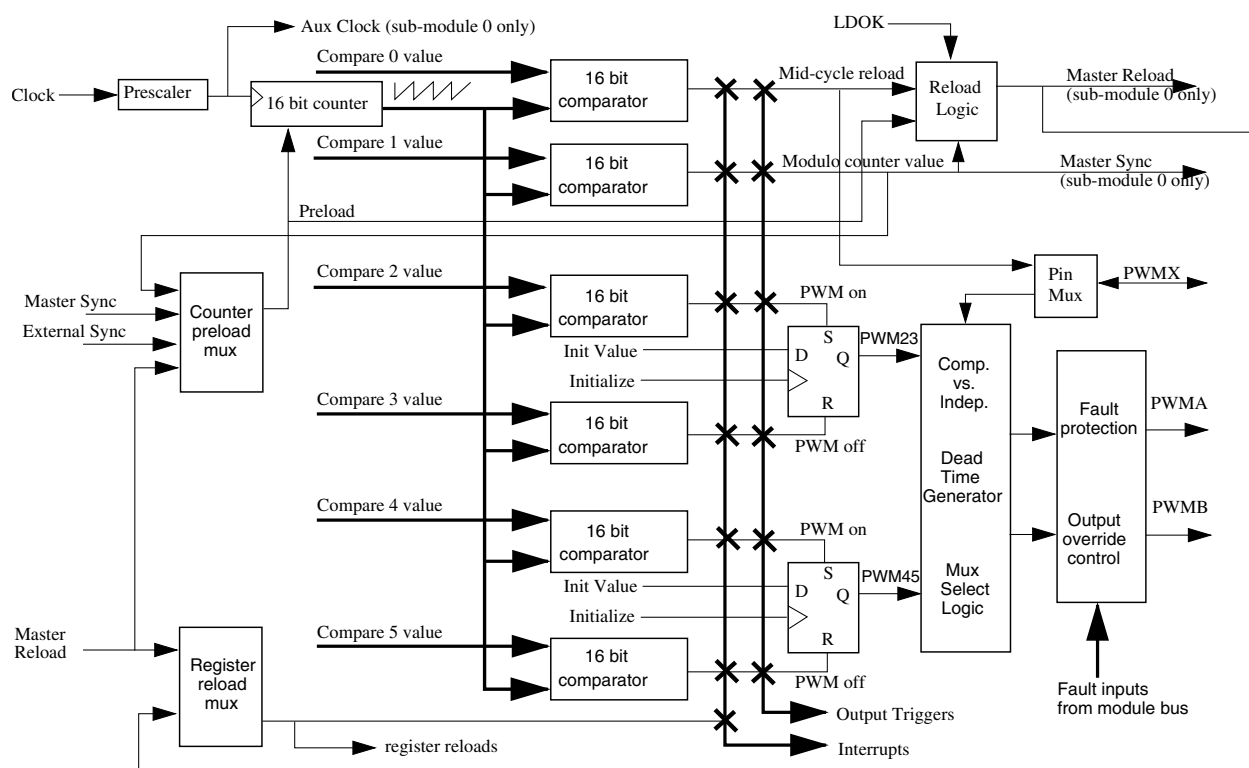 Aux Clock (sub-module 0 only)
LDOK
Compare 0 value
Clock
Prescaler
16 bit counter
16 bit
comparator
Mid-cycle reload
Reload
Logic
Master Reload
(sub-module 0 only)
Compare 1 value
16 bit
comparator
Modulo counter value
Master Sync
(sub-module 0 only)
Preload
Compare 2 value
Master Sync
External Sync
Counter
preload
mux
16 bit
comparator
PWM on
Pin
Mux
PWMX
Init Value
Initialize
D
S
Q
R
PWM23
Compare 3 value
16 bit
comparator
PWM off
Comp.
vs.
Indep.
Dead
Time
Generator
Mux
Select
Logic
Fault
protection
Output
override
control
PWMA
PWMB
Compare 4 value
16 bit
comparator
PWM on
Init Value
Initialize
D
S
Q
R
PWM45
Compare 5 value
16 bit
comparator
PWM off
Master
Reload
Register
reload
mux
Fault inputs
from module bus
Output Triggers
register reloads
Interrupts